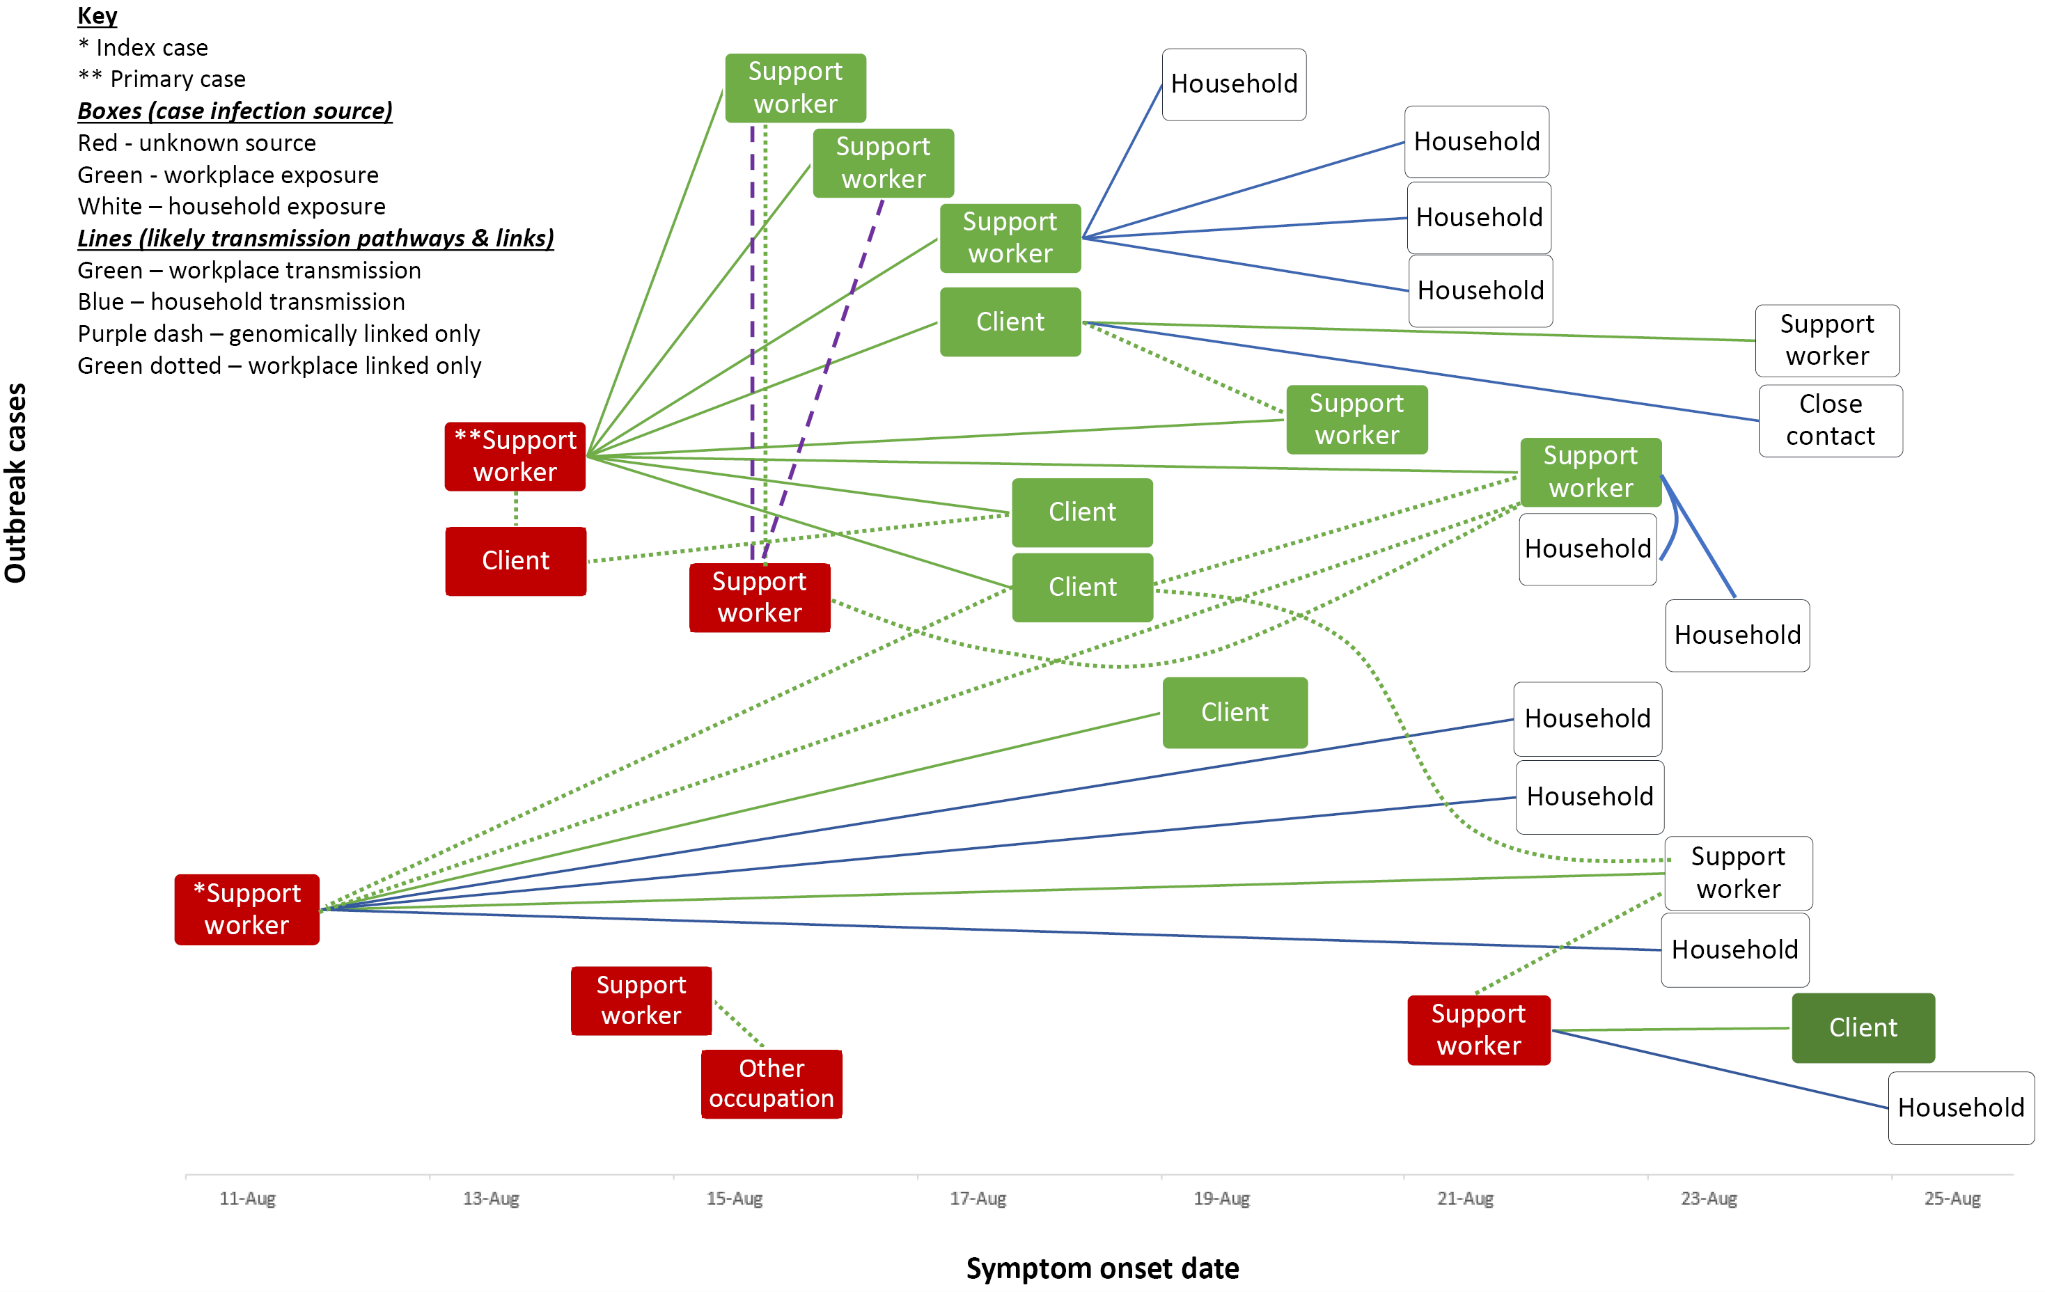 Key
* Index case
** Primary case
Boxes (case infection source)
Red - unknown source
Green - workplace exposure
White – household exposure
Lines (likely transmission pathways & links)
Green – workplace transmission
Blue – household transmission
Purple dash – genomically linked only
Green dotted – workplace linked only
Outbreak cases
Support
worker
Support
worker
Support
worker
Client
Household
Household
Household
Household
Support
worker
Close
contact
Support
worker
**Support
worker
Client
Support
worker
Client
Client
Support
worker
Household
Household
Client
Household
Household
*Support
worker
Support
worker
Household
Support
worker
Other
occupation
Support
worker
Client
Household
11-Aug
13-Aug
15-Aug
17-Aug
19-Aug
21-Aug
23-Aug
25-Aug
Symptom onset date